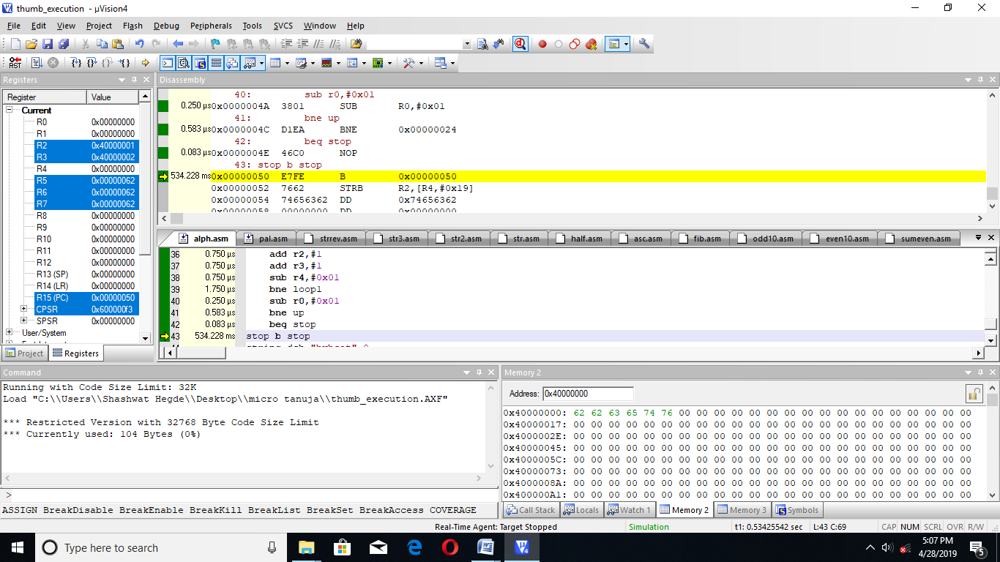 thumb_execution - µVision4
File Edit View Project Flash Debug Peripherals Tools SVCS Window Help
RST
Registers
Register Value
Current
R0 0x00000000
R1 0x00000000
R2 0x40000001
R3 0x40000002
R4 0x00000000
R5 0x00000062
R6 0x00000062
R7 0x00000062
R8 0x00000000
R9 0x00000000
R10 0x00000000
R11 0x00000000
R12 0x00000000
R13 (SP) 0x00000000
R14 (LR) 0x00000000
R15 (PC) 0x00000050
CPSR 0x600000f3
SPSR 0x00000000
User/System
Project Registers
Disassembly
40: sub r0,#0x01
0.250 µs 0x0000004A 3801 SUB R0,#0x01
41: bne up
0.583 µs 0x0000004C D1EA BNE 0x00000024
42: beq stop
0.083 µs 0x0000004E 46C0 NOP
43: stop b stop
534.228 ms 0x00000050 E7FE B 0x00000050
0x00000052 7662 STRB R2,[R4,#0x19]
0x00000054 74656362 DD 0x74656362
0x00000058 00000000 DD 0x00000000
alph.asm pal.asm strrev.asm str3.asm str2.asm str.asm half.asm asc.asm fib.asm odd10.asm even10.asm sumeven.asm
36 0.750 µs add r2,#1
37 0.750 µs add r3,#1
38 0.750 µs sub r4,#0x01
39 1.750 µs bne loop1
40 0.250 µs sub r0,#0x01
41 0.583 µs bne up
42 0.083 µs beq stop
43 534.228 ms stop b stop
Command
Running with Code Size Limit: 32K
Load "C:\\Users\\Shashwat Hegde\\Desktop\\micro tanuja\\thumb_execution.AXF"
*** Restricted Version with 32768 Byte Code Size Limit
*** Currently used: 104 Bytes (0%)
>
ASSIGN BreakDisable BreakEnable BreakKill BreakList BreakSet BreakAccess COVERAGE
Memory 2
Address: 0x40000000
0x40000000: 62 62 63 65 74 76 00 00 00 00 00 00 00 00 00 00 00 00 00 00 00 00 00
0x40000017: 00 00 00 00 00 00 00 00 00 00 00 00 00 00 00 00 00 00 00 00 00 00 00
0x4000002E: 00 00 00 00 00 00 00 00 00 00 00 00 00 00 00 00 00 00 00 00 00 00 00
0x40000045: 00 00 00 00 00 00 00 00 00 00 00 00 00 00 00 00 00 00 00 00 00 00 00
0x4000005C: 00 00 00 00 00 00 00 00 00 00 00 00 00 00 00 00 00 00 00 00 00 00 00
0x40000073: 00 00 00 00 00 00 00 00 00 00 00 00 00 00 00 00 00 00 00 00 00 00 00
0x4000008A: 00 00 00 00 00 00 00 00 00 00 00 00 00 00 00 00 00 00 00 00 00 00 00
0x400000A1: 00 00 00 00 00 00 00 00 00 00 00 00 00 00 00 00 00 00 00 00 00 00 00
Call Stack Locals Watch 1 Memory 2 Memory 3 Symbols
Real-Time Agent: Target Stopped Simulation t1: 0.53425542 sec L:43 C:69 CAP NUM SCRL OVR R/W
Type here to search
5:07 PM
4/28/2019
5